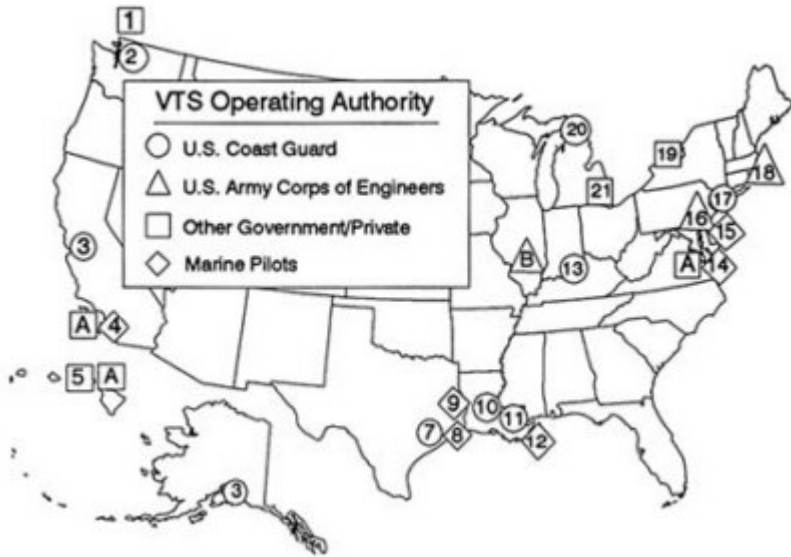 1
2
VTS Operating Authority
U.S. Coast Guard
U.S. Army Corps of Engineers
Other Government/Private
Marine Pilots
20
19
21
18
17
16
15
3
B
13
A
14
A
4
5
A
9
10
11
7
8
12
3